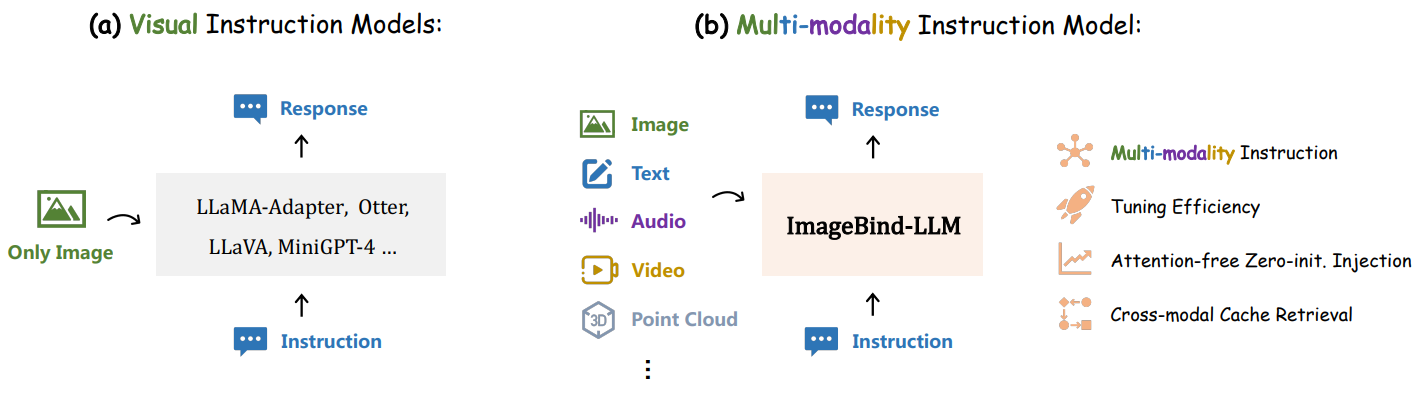 (a) Visual Instruction Models:
Response
Only Image
LLaMA-Adapter, Otter,
LLaVA, MiniGPT-4 ...
Instruction
(b) Multi-modality Instruction Model:
Response
Image
Text
Audio
Video
3D
Point Cloud
⋮
ImageBind-LLM
Instruction
Multi-modality Instruction
Tuning Efficiency
Attention-free Zero-init. Injection
Cross-modal Cache Retrieval